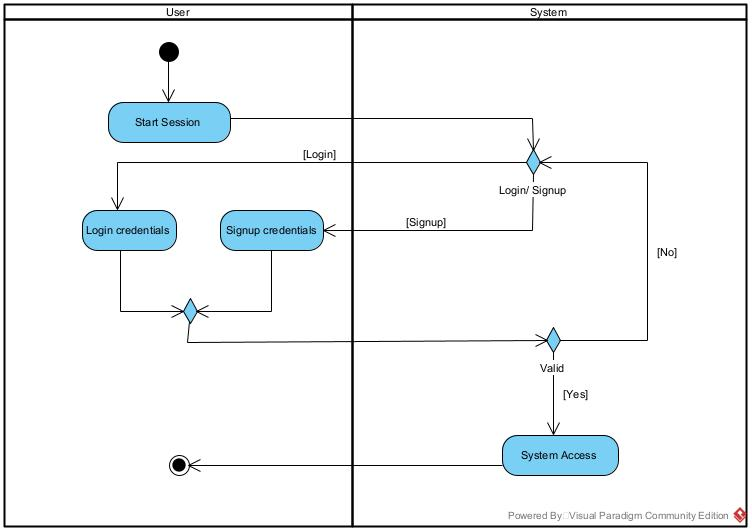 User
System
Start Session
[Login]
Login/ Signup
Login credentials
Signup credentials
[Signup]
[No]
Valid
[Yes]
System Access
Powered By Visual Paradigm Community Edition